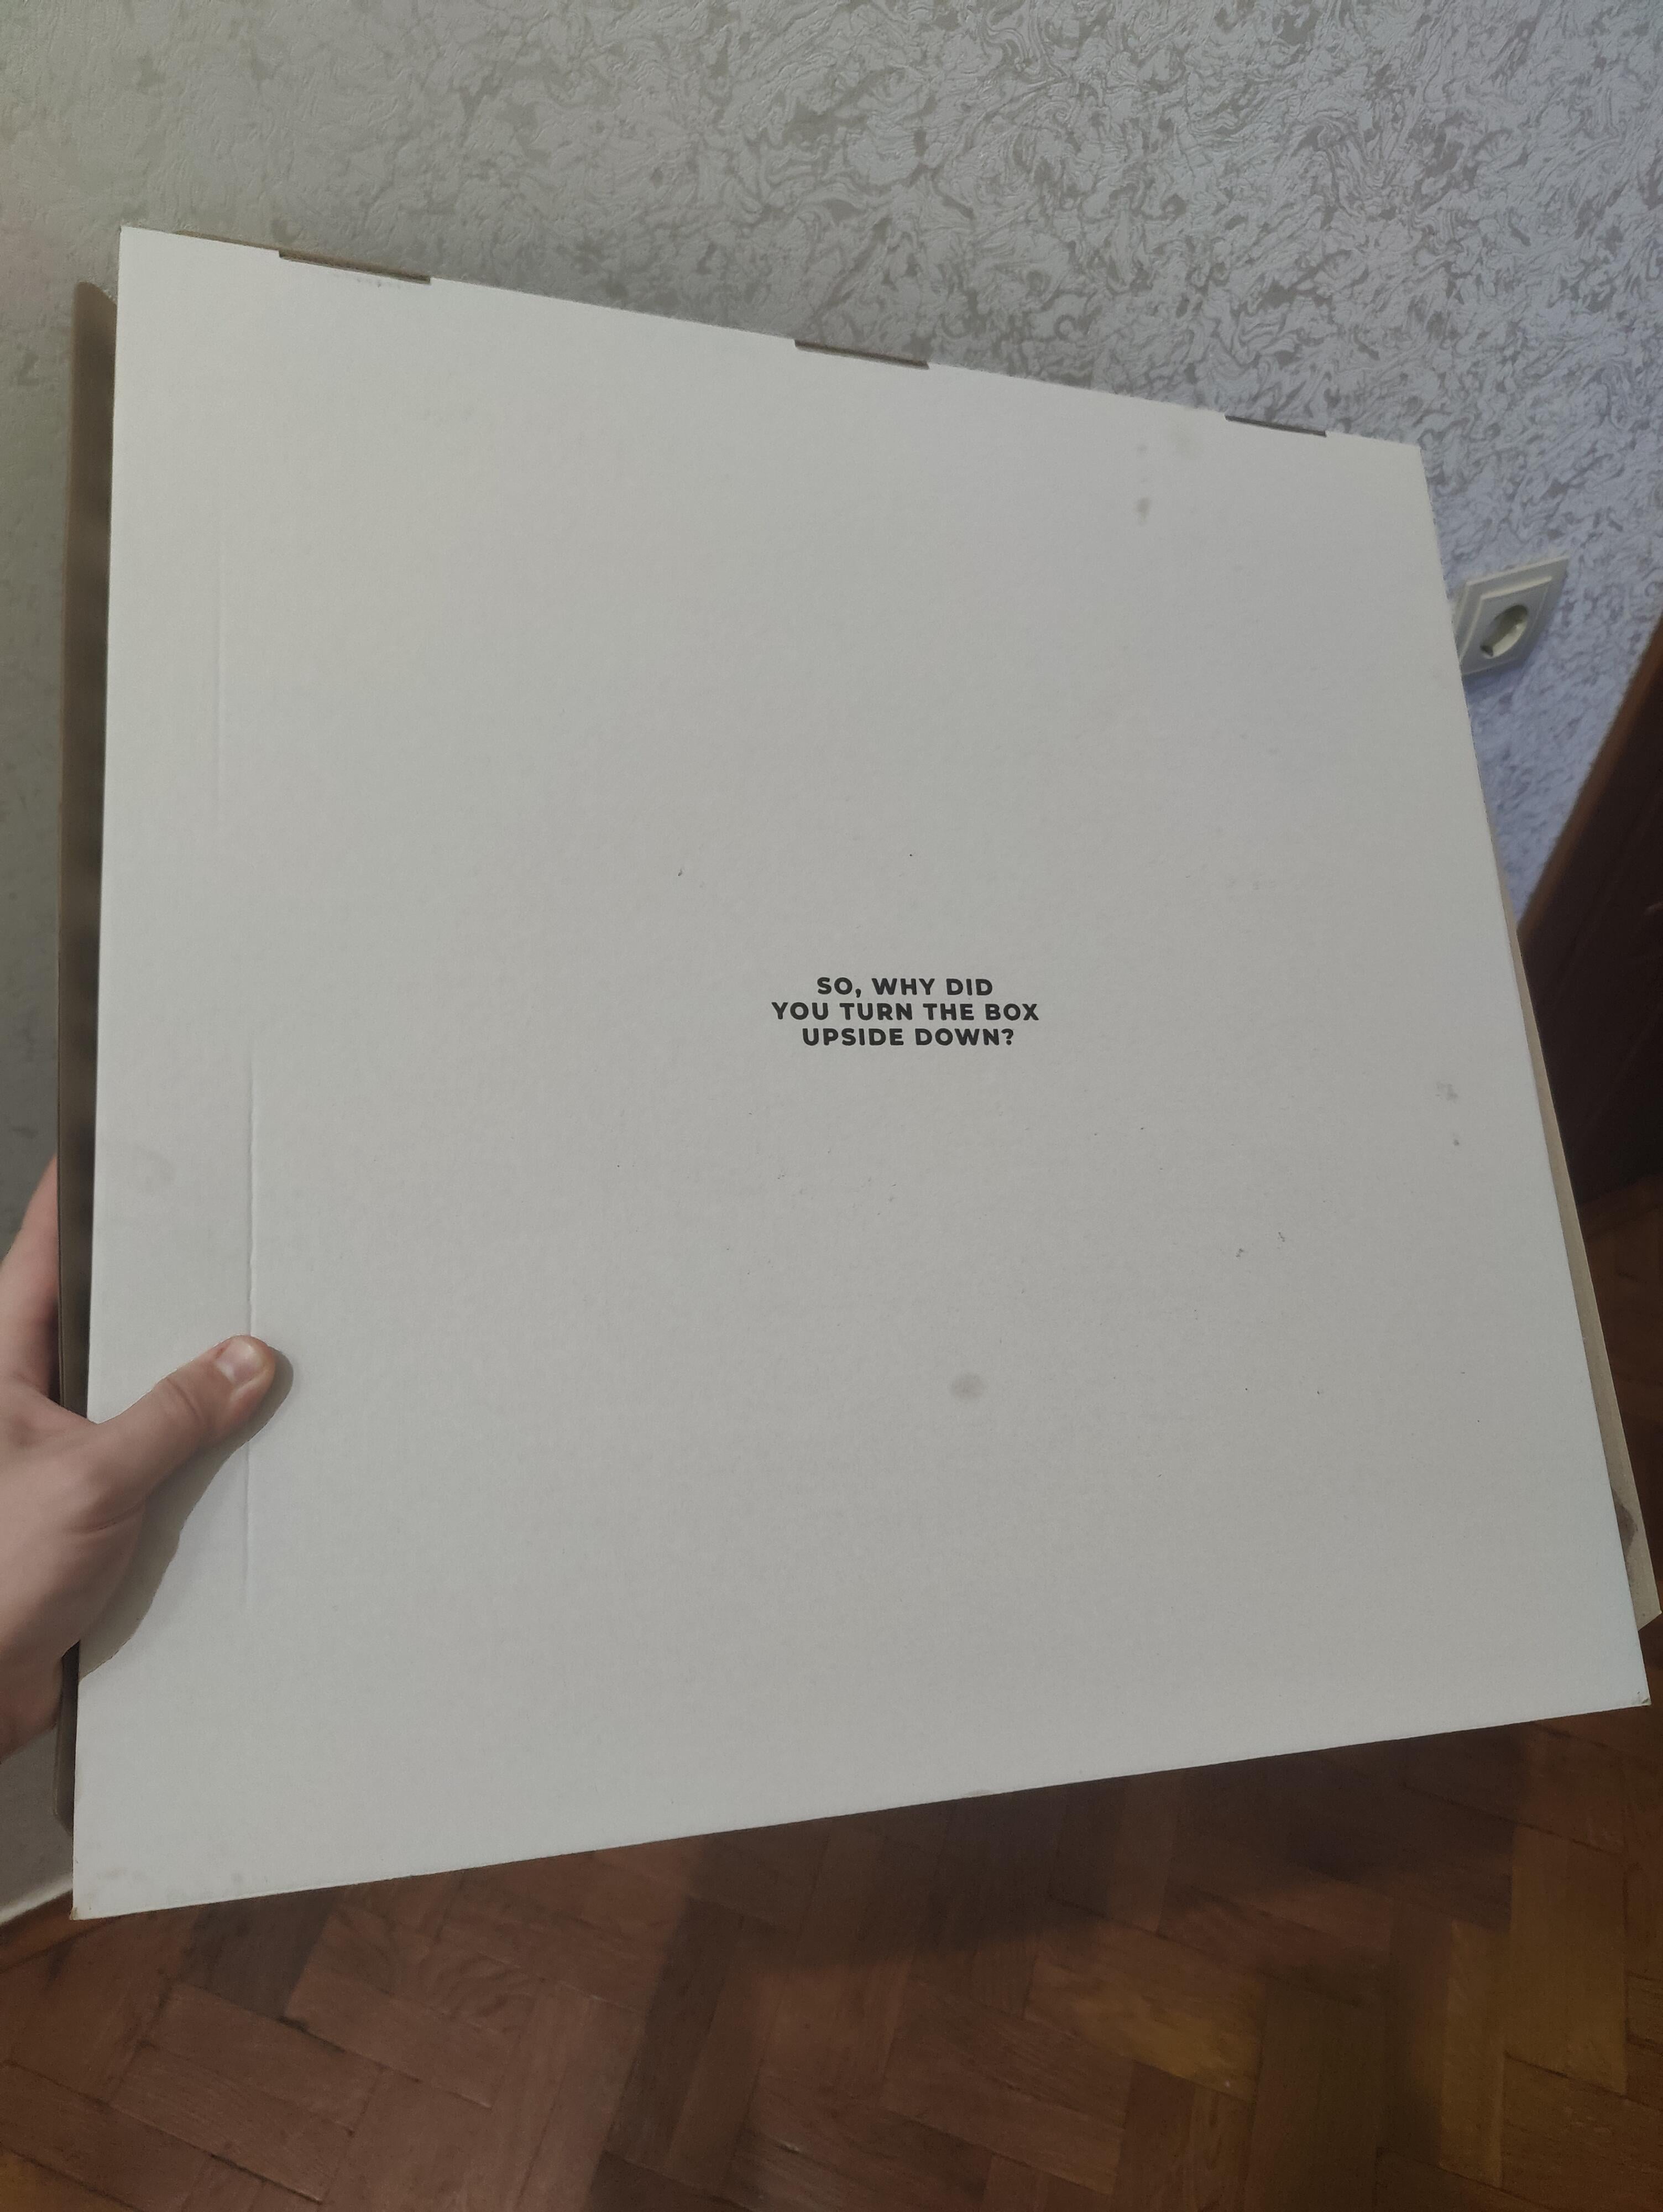 SO, WHY DID
YOU TURN THE BOX
UPSIDE DOWN?